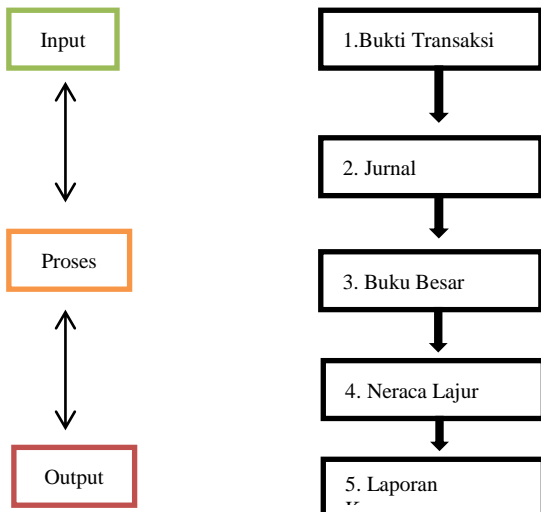 Input
1.Bukti Transaksi
2. Jurnal
Proses
3. Buku Besar
4. Neraca Lajur
Output
5. Laporan